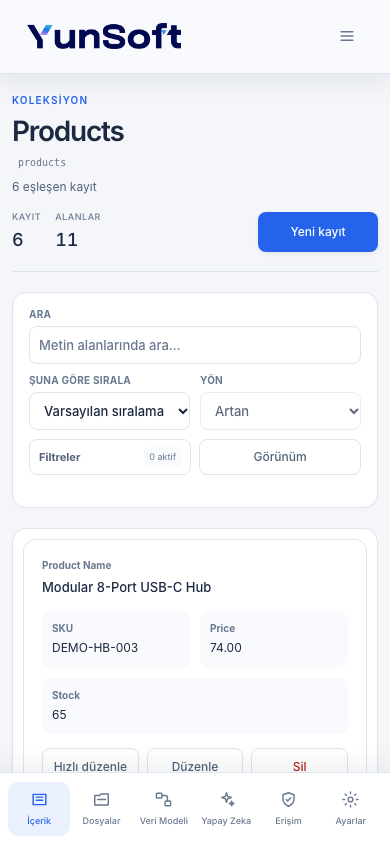 YunSoft
KOLEKSİYON
Products
products
6 eşleşen kayıt
KAYIT ALANLAR
6 11
Yeni kayıt
ARA
Metin alanlarında ara...
ŞUNA GÖRE SIRALA YÖN
Varsayılan sıralama Artan
Filtreler 0 aktif Görünüm
Product Name
Modular 8-Port USB-C Hub
SKU Price
DEMO-HB-003 74.00
Stock
65
Hızlı düzenle Düzenle Sil
İçerik Dosyalar Veri Modeli Yapay Zeka Erişim Ayarlar